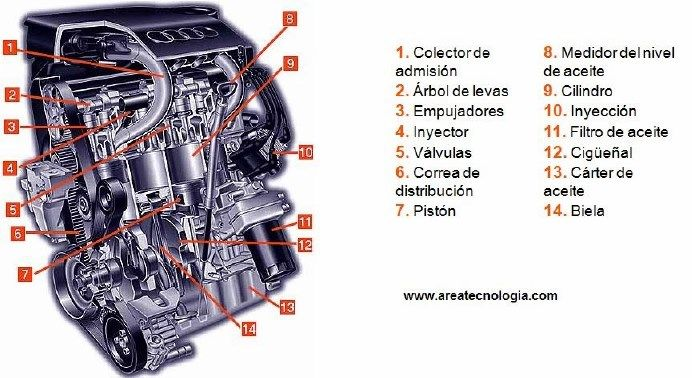 8
1
9
2
3
4
10
5
6
11
12
7
13
14
1. Colector de
admisión
2. Árbol de levas
3. Empujadores
4. Inyector
5. Válvulas
6. Correa de
distribución
7. Pistón
8. Medidor del nivel
de aceite
9. Cilindro
10. Inyección
11. Filtro de aceite
12. Cigüeñal
13. Cárter de
aceite
14. Biela
www.areatecnologia.com